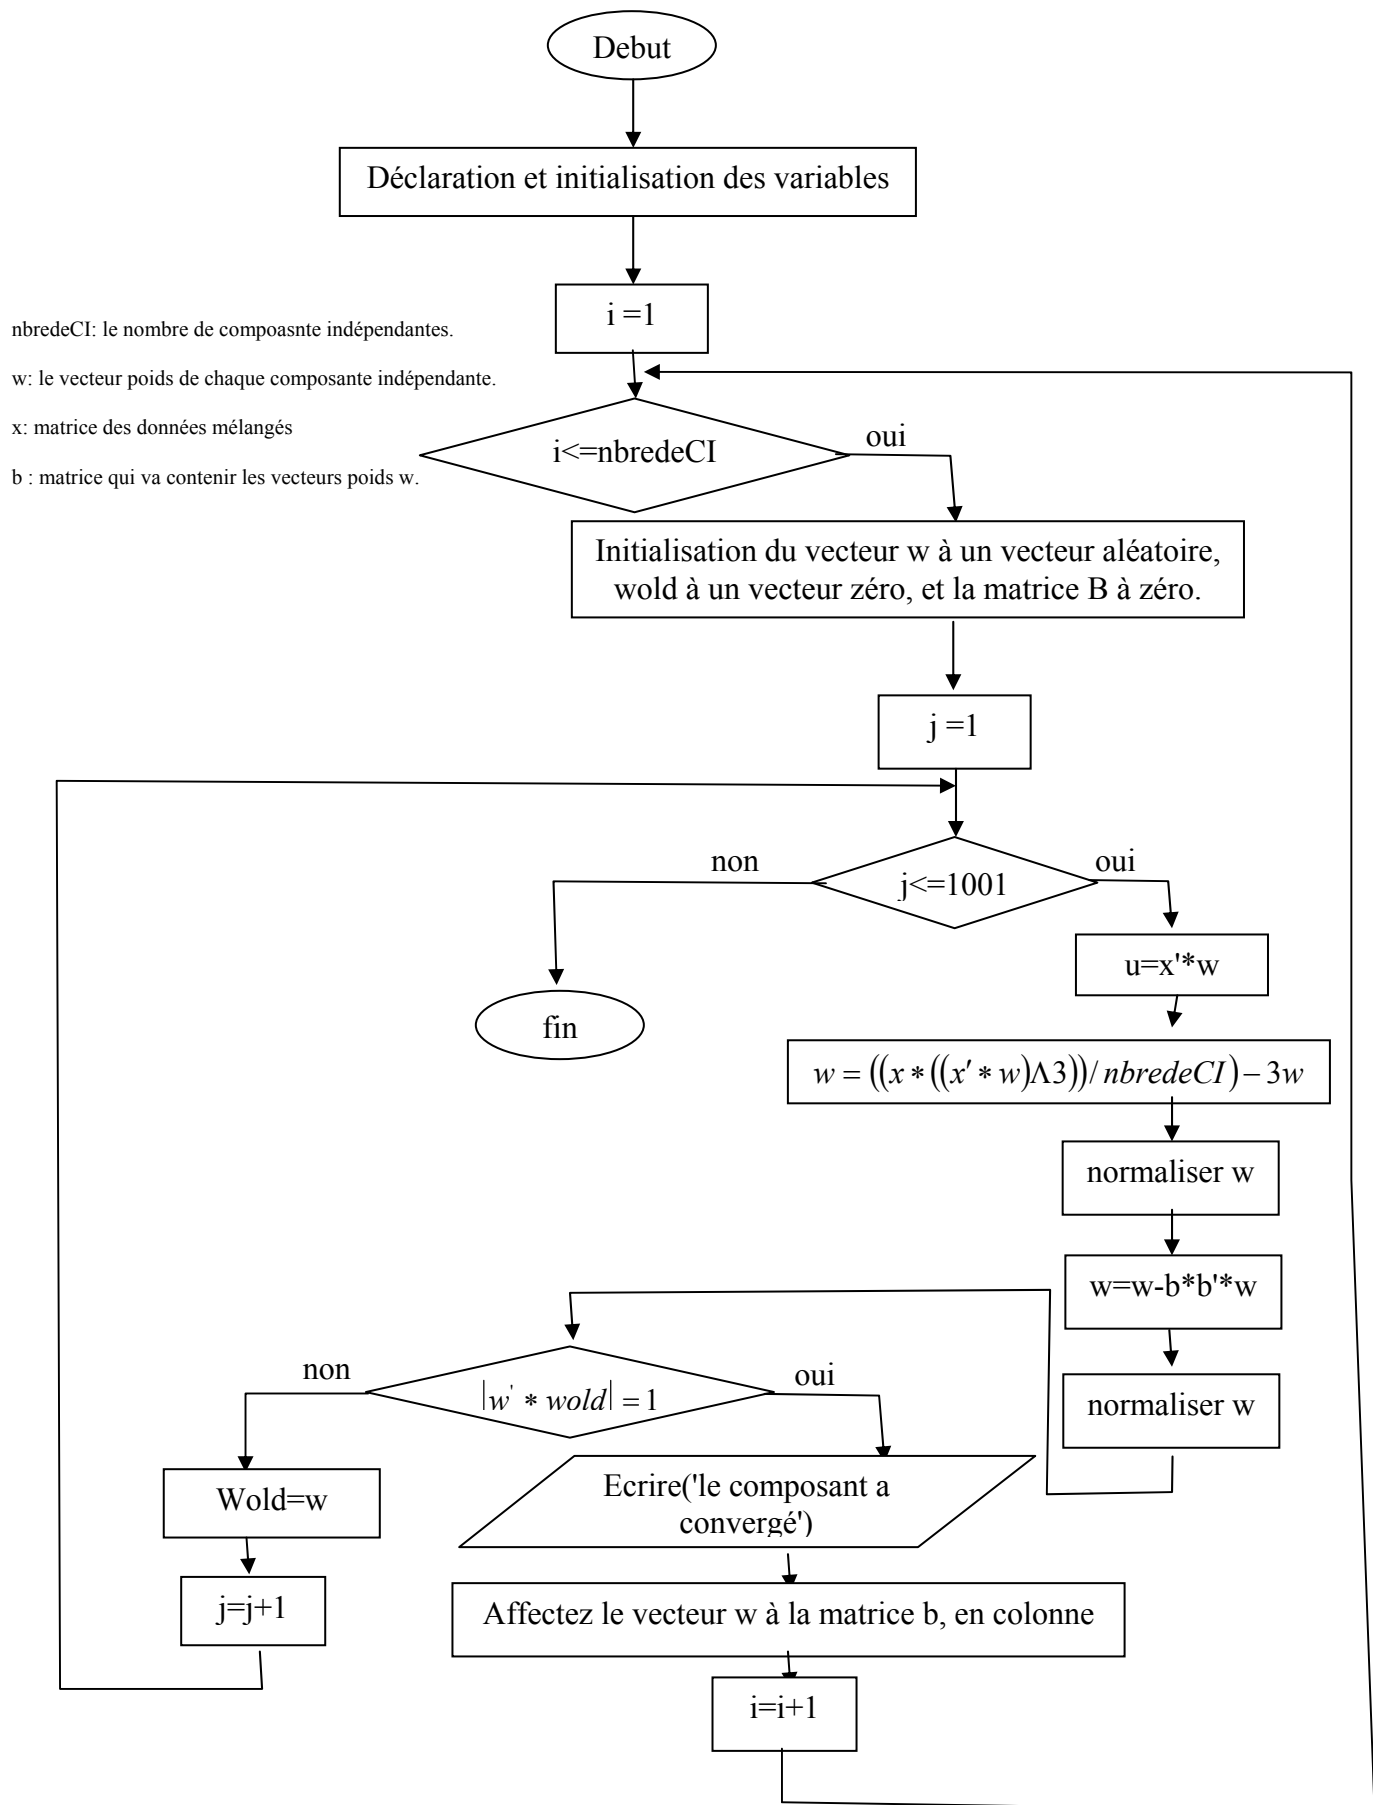 Debut
Déclaration et initialisation des variables
i =1
nbredeCI: le nombre de compoasnte indépendantes.
w: le vecteur poids de chaque composante indépendante.
x: matrice des données mélangés
b : matrice qui va contenir les vecteurs poids w.
i<=nbredeCI
oui
Initialisation du vecteur w à un vecteur aléatoire,
wold à un vecteur zéro, et la matrice B à zéro.
j =1
non
j<=1001
oui
u=x'*w
fin
w = ((x * ((x′ * w)Λ3))/ nbredeCI) − 3w
normaliser w
w=w-b*b'*w
non
|w' * wold| = 1
oui
normaliser w
Wold=w
Ecrire('le composant a
convergé')
j=j+1
Affectez le vecteur w à la matrice b, en colonne
i=i+1